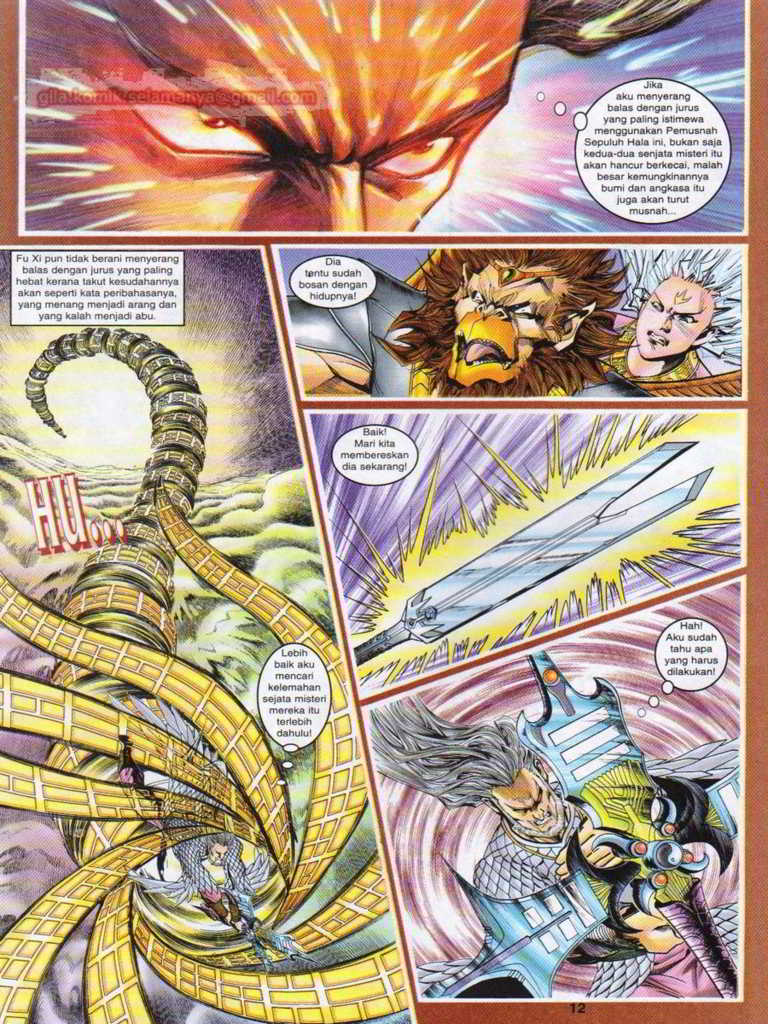 gila.komik.selamanya@gmail.com
Jika
aku menyerang
balas dengan jurus
yang paling istimewa
menggunakan Pemusnah
Sepuluh Hala ini, bukan saja
kedua-dua senjata misteri itu
akan hancur berkecai, malah
besar kemungkinannya
bumi dan angkasa itu
juga akan turut
musnah...
Fu Xi pun tidak berani menyerang
balas dengan jurus yang paling
hebat kerana takut kesudahannya
akan seperti kata peribahasanya,
yang menang menjadi arang dan
yang kalah menjadi abu.
Dia
tentu sudah
bosan dengan
hidupnya!
Baik!
Mari kita
membereskan
dia sekarang!
HU...
Lebih
baik aku
mencari
kelemahan
sejata misteri
mereka itu
terlebih
dahulu!
Hah!
Aku sudah
tahu apa
yang harus
dilakukan!
12